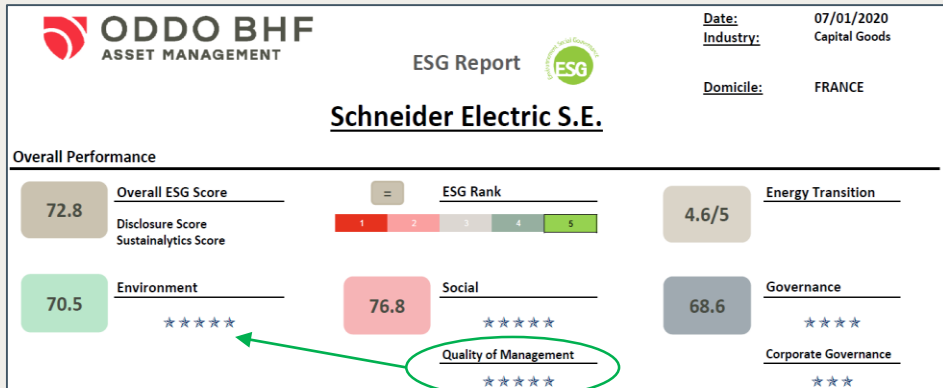 ODDO BHF
ASSET MANAGEMENT
ESG Report
ESG
Date: 07/01/2020
Industry: Capital Goods
Domicile: FRANCE
Schneider Electric S.E.
Overall Performance
72.8
Overall ESG Score
Disclosure Score
Sustainalytics Score
=
ESG Rank
1 2 3 4 5
4.6/5
Energy Transition
70.5
Environment
76.8
Social
68.6
Governance
Quality of Management
Corporate Governance